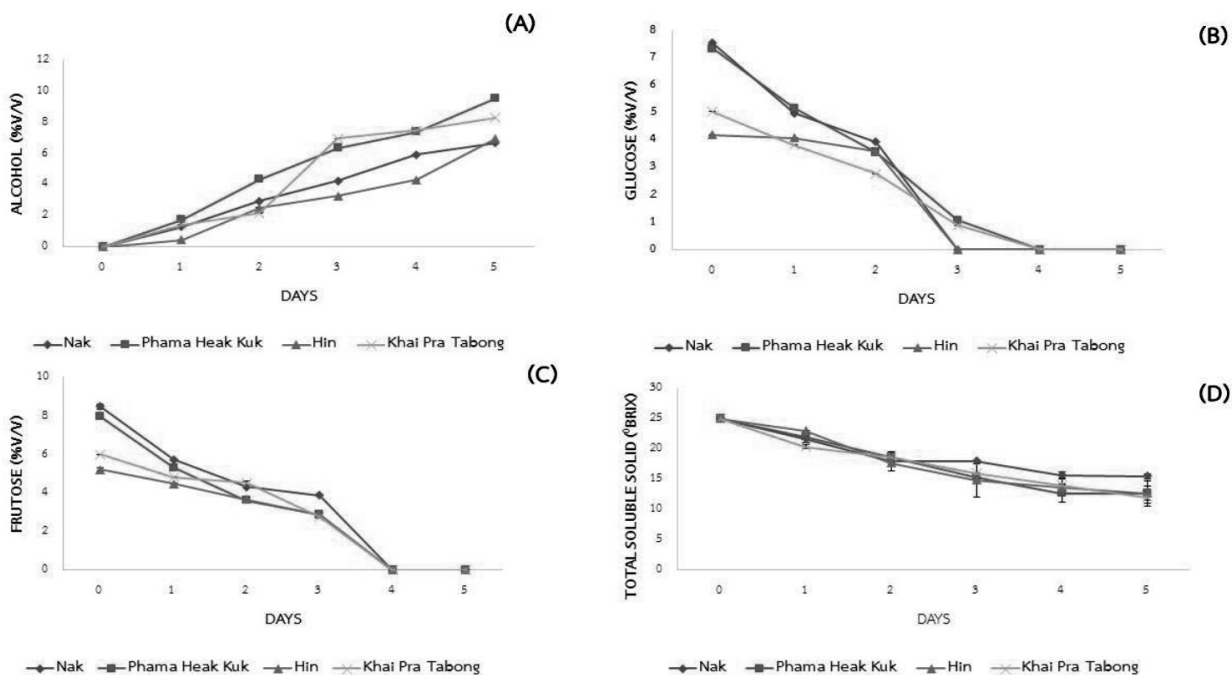 (A)
ALCOHOL (%V/V)
12
10
8
6
4
2
0
0 1 2 3 4 5
DAYS
Nak Phama Heak Kuk Hin Khai Pra Tabong
(B)
GLUCOSE (%V/V)
8
7
6
5
4
3
2
1
0
0 1 2 3 4 5
DAYS
Nak Phama Heak Kuk Hin Khai Pra Tabong
(C)
FRUTOSE (%V/V)
10
8
6
4
2
0
0 1 2 3 4 5
DAYS
Nak Phama Heak Kuk Hin Khai Pra Tabong
(D)
TOTAL SOLUBLE SOLID (⁰BRIX)
30
25
20
15
10
5
0
0 1 2 3 4 5
DAYS
Nak Phama Heak Kuk Hin Khai Pra Tabong